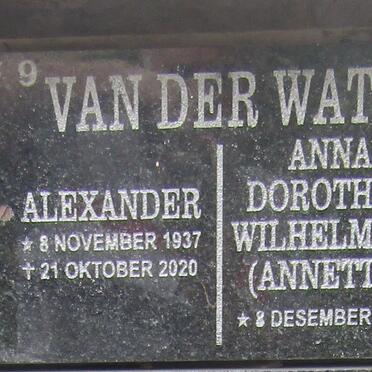 9
VAN DER WAT
ALEXANDER
★ 8 NOVEMBER 1937
✝ 21 OKTOBER 2020
ANNA
DOROTH
WILHELM
(ANNETT
★ 8 DESEMBER